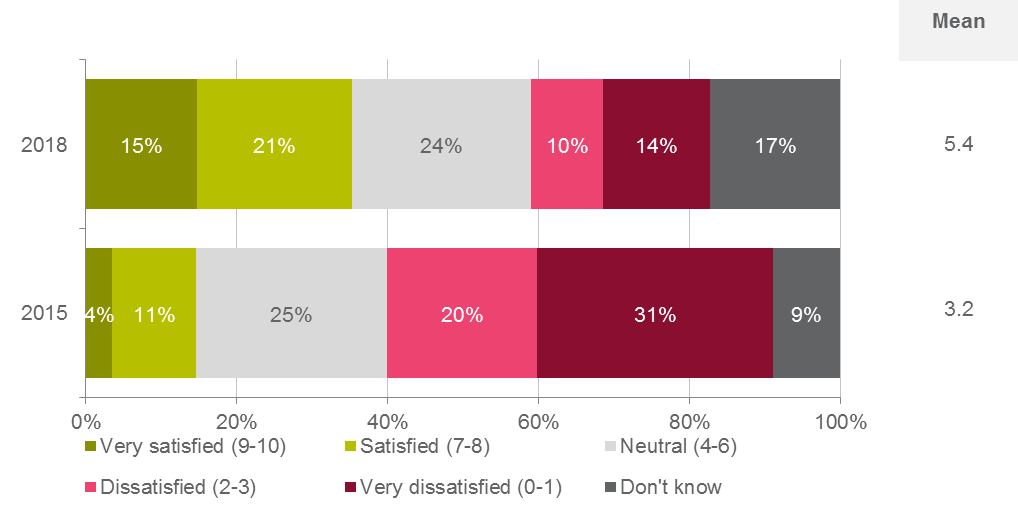 Mean
2018 15% 21% 24% 10% 14% 17% 5.4
2015 4% 11% 25% 20% 31% 9% 3.2
0% 20% 40% 60% 80% 100%
Very satisfied (9-10) Satisfied (7-8) Neutral (4-6)
Dissatisfied (2-3) Very dissatisfied (0-1) Don't know